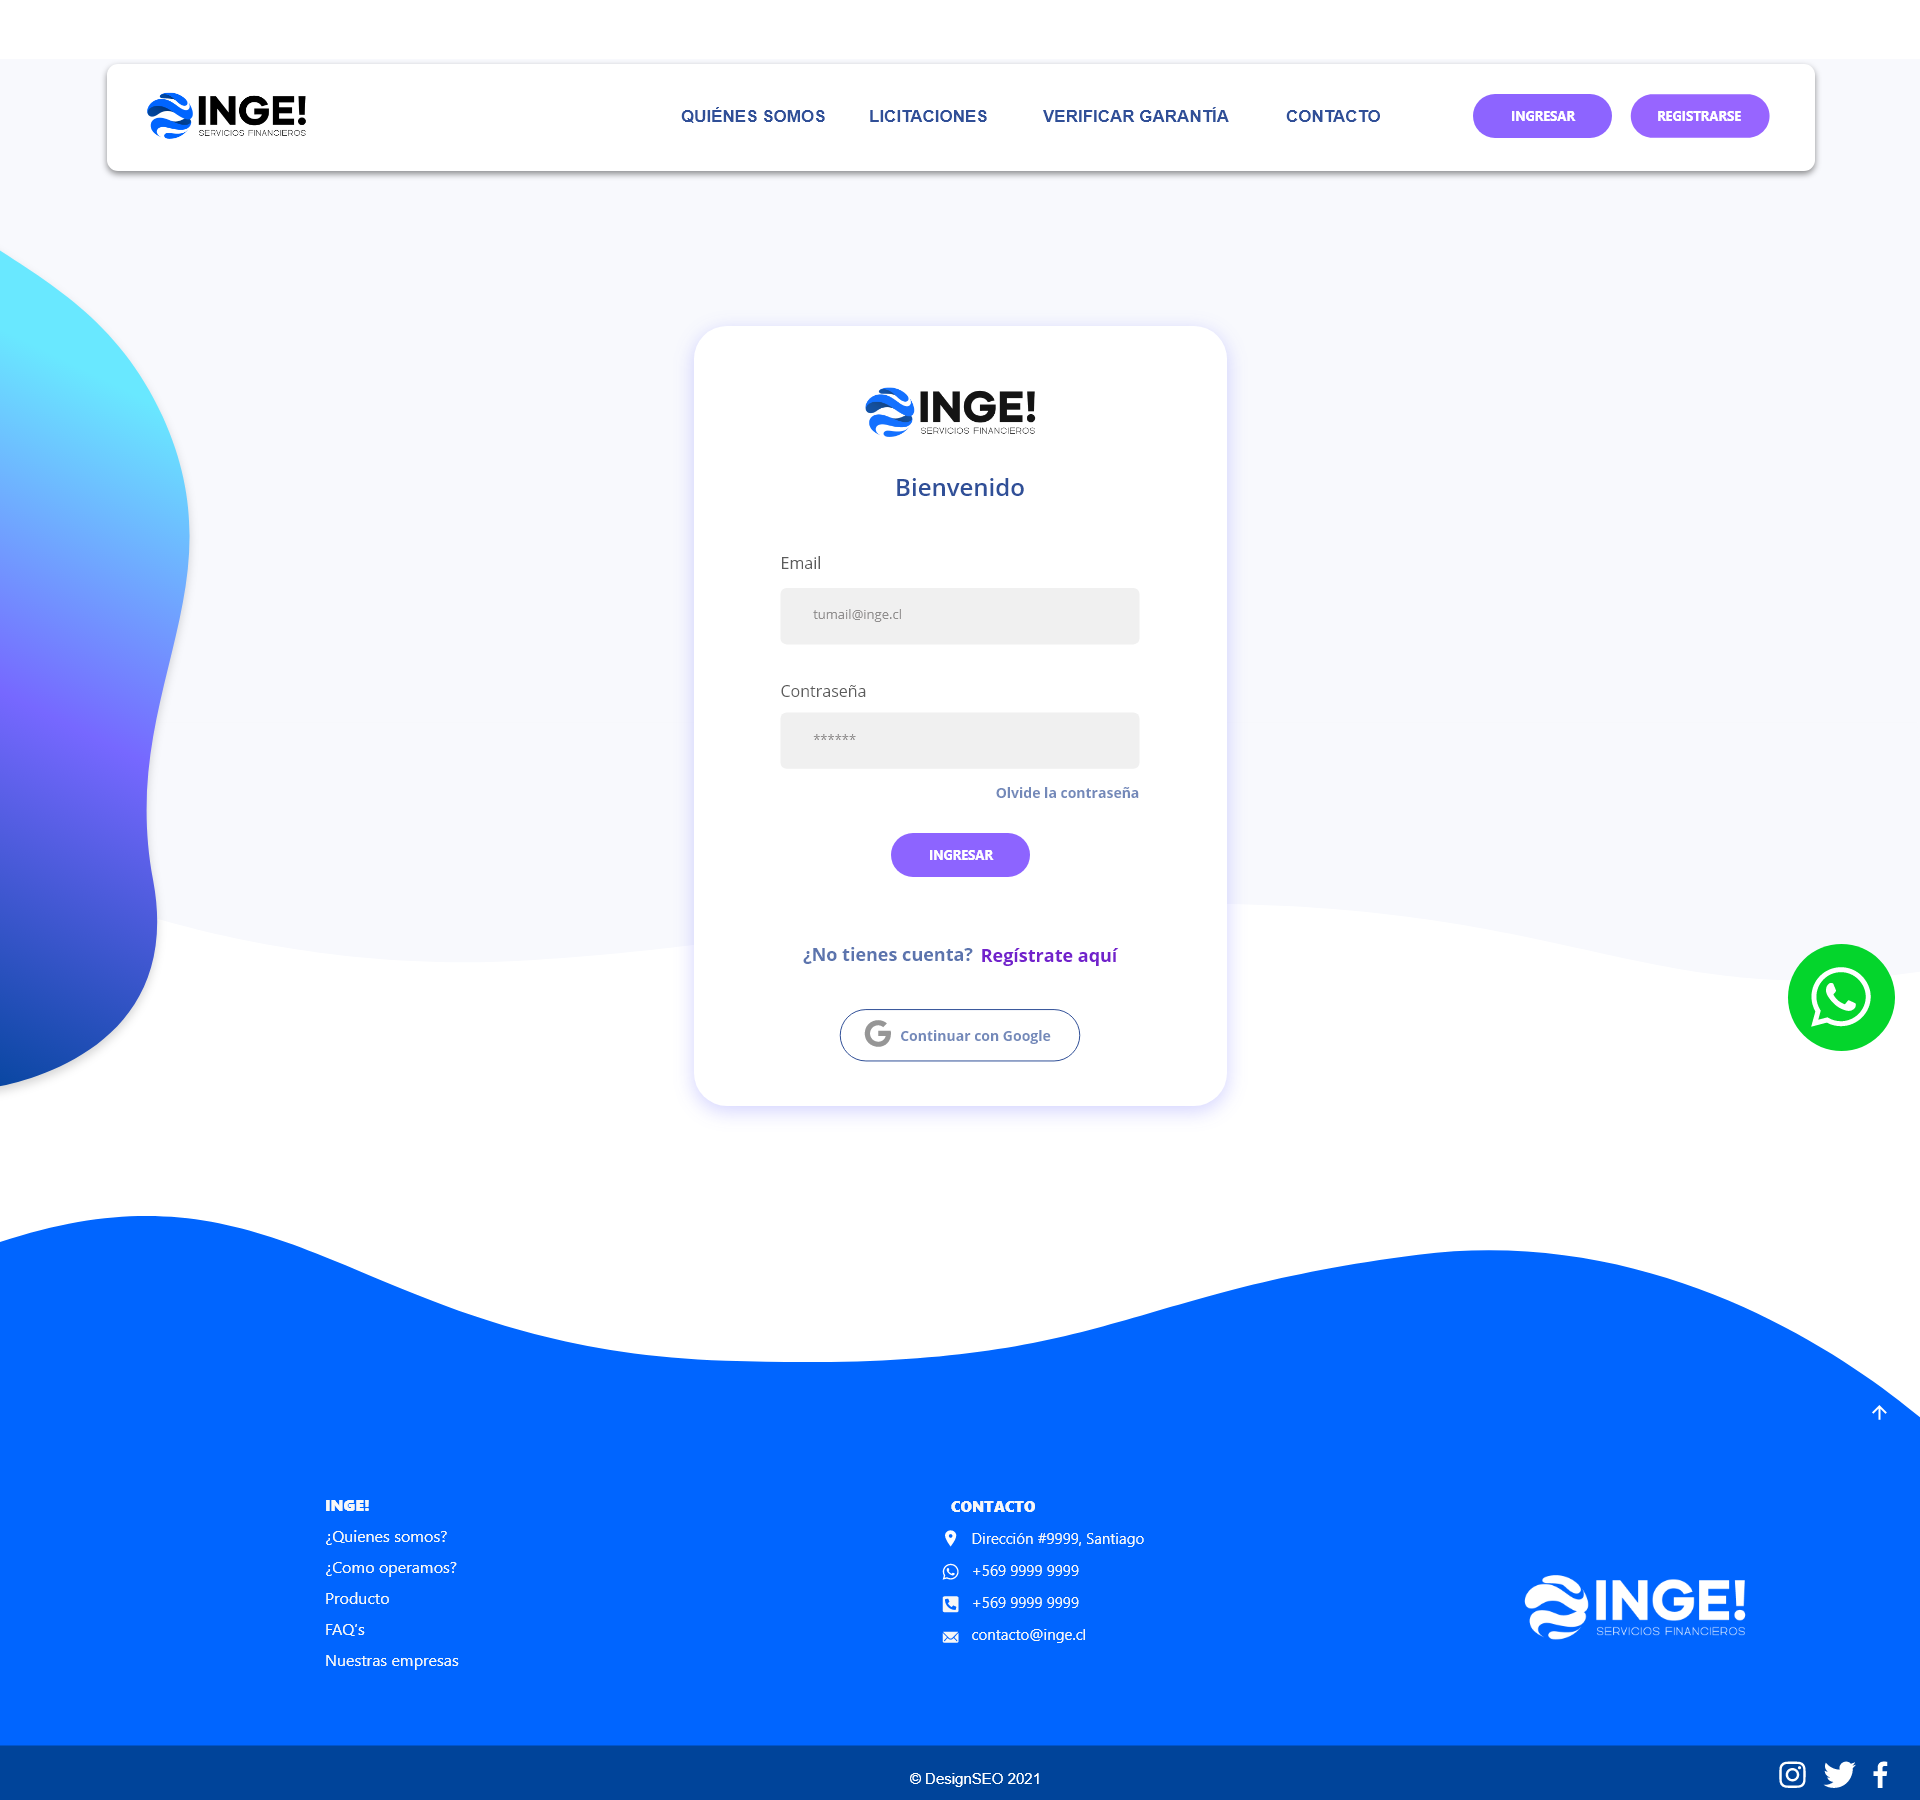 INGE!
SERVICIOS FINANCIEROS
QUIÉNES SOMOS
LICITACIONES
VERIFICAR GARANTÍA
CONTACTO
INGRESAR
REGISTRARSE
INGE!
SERVICIOS FINANCIEROS
Bienvenido
Email
tumail@inge.cl
Contraseña
******
Olvide la contraseña
INGRESAR
¿No tienes cuenta? Regístrate aquí
G Continuar con Google
INGE!
¿Quienes somos?
¿Como operamos?
Producto
FAQ's
Nuestras empresas
CONTACTO
Dirección #9999, Santiago
+569 9999 9999
+569 9999 9999
contacto@inge.cl
INGE!
SERVICIOS FINANCIEROS
© DesignSEO 2021